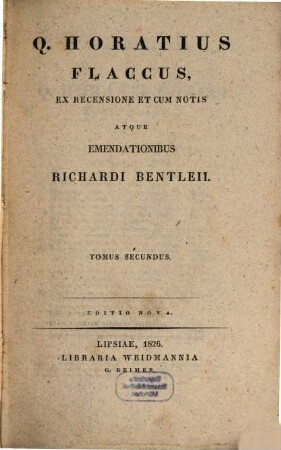 Q. HORATIUS
FLACCUS,
EX RECENSIONE ET CUM NOTIS
ATQUE
EMENDATIONIBUS
RICHARDI BENTLEII.
TOMUS SECUNDUS.
EDITIO NOVA.
LIPSIAE, 1826.
LIBRARIA WEIDMANNIA
G. REIMER.